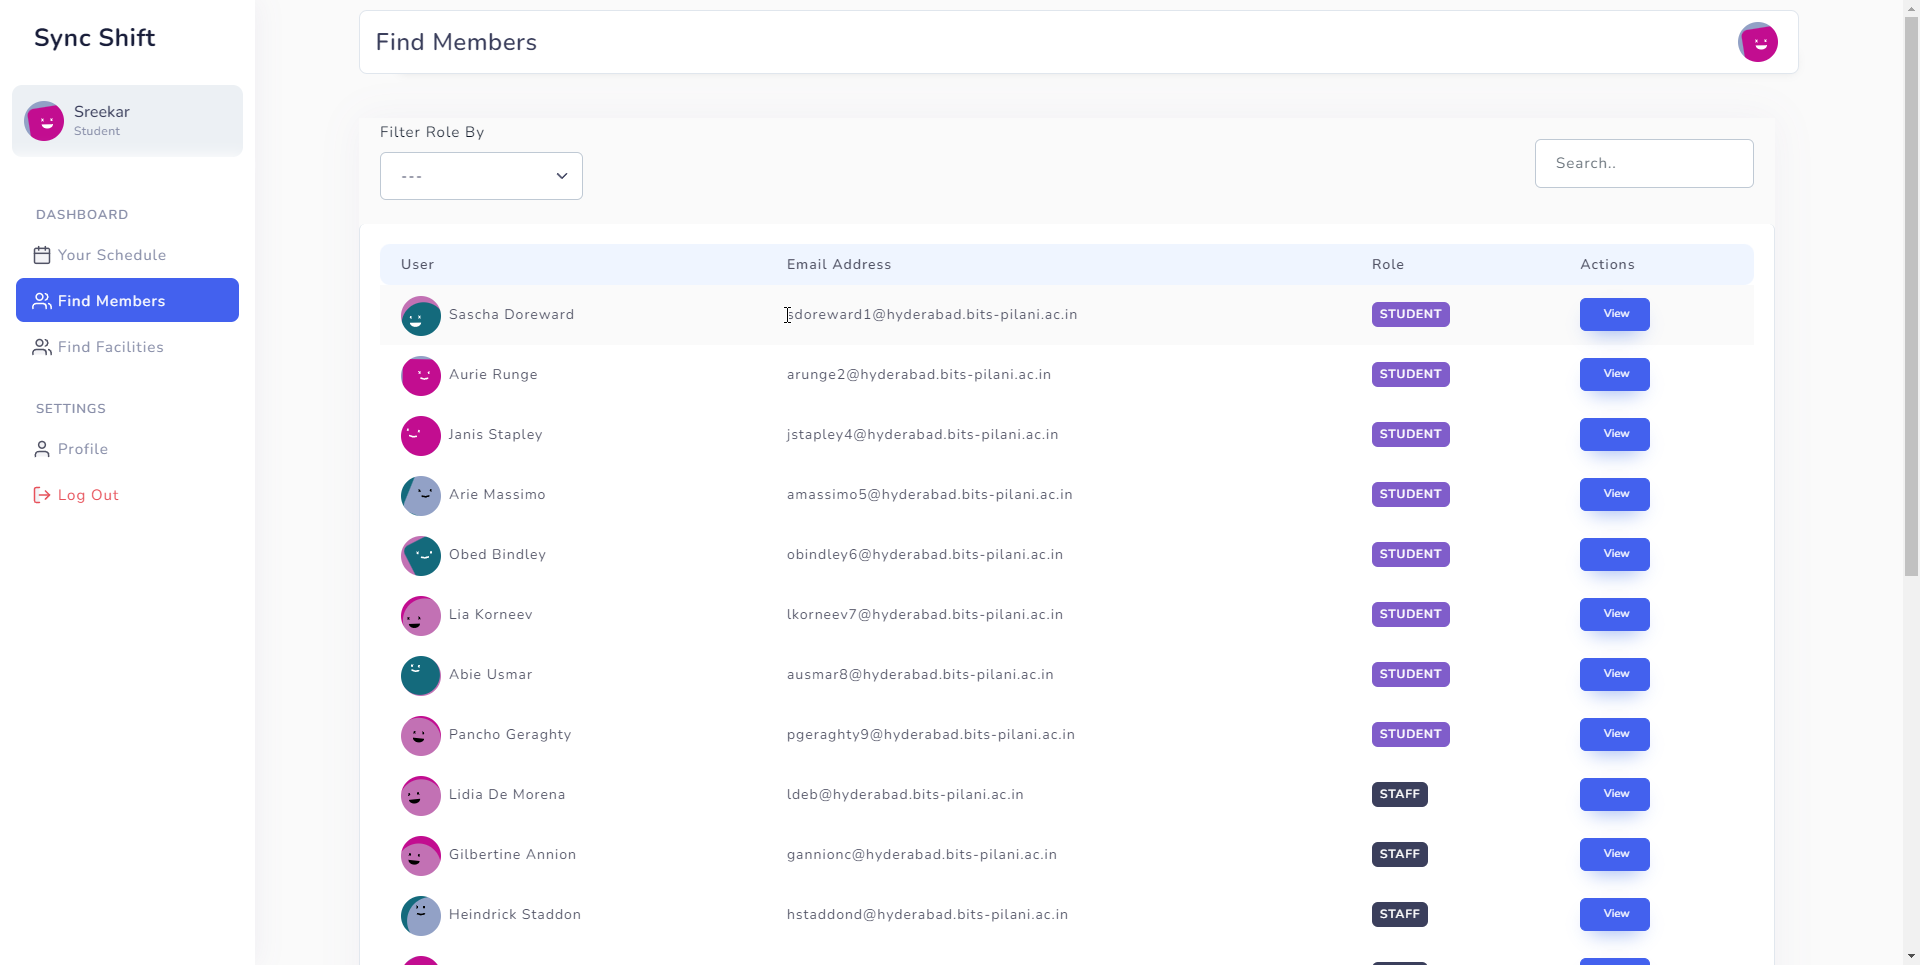 Sync Shift
Sreekar
Student
DASHBOARD
Your Schedule
Find Members
Find Facilities
SETTINGS
Profile
Log Out
Find Members
Filter Role By
---
Search..
User Email Address Role Actions
Sascha Doreward sdoreward1@hyderabad.bits-pilani.ac.in STUDENT View
Aurie Runge arunge2@hyderabad.bits-pilani.ac.in STUDENT View
Janis Stapley jstapley4@hyderabad.bits-pilani.ac.in STUDENT View
Arie Massimo amassimo5@hyderabad.bits-pilani.ac.in STUDENT View
Obed Bindley obindley6@hyderabad.bits-pilani.ac.in STUDENT View
Lia Korneev lkorneev7@hyderabad.bits-pilani.ac.in STUDENT View
Abie Usmar ausmar8@hyderabad.bits-pilani.ac.in STUDENT View
Pancho Geraghty pgeraghty9@hyderabad.bits-pilani.ac.in STUDENT View
Lidia De Morena ldeb@hyderabad.bits-pilani.ac.in STAFF View
Gilbertine Annion gannionc@hyderabad.bits-pilani.ac.in STAFF View
Heindrick Staddon hstaddond@hyderabad.bits-pilani.ac.in STAFF View